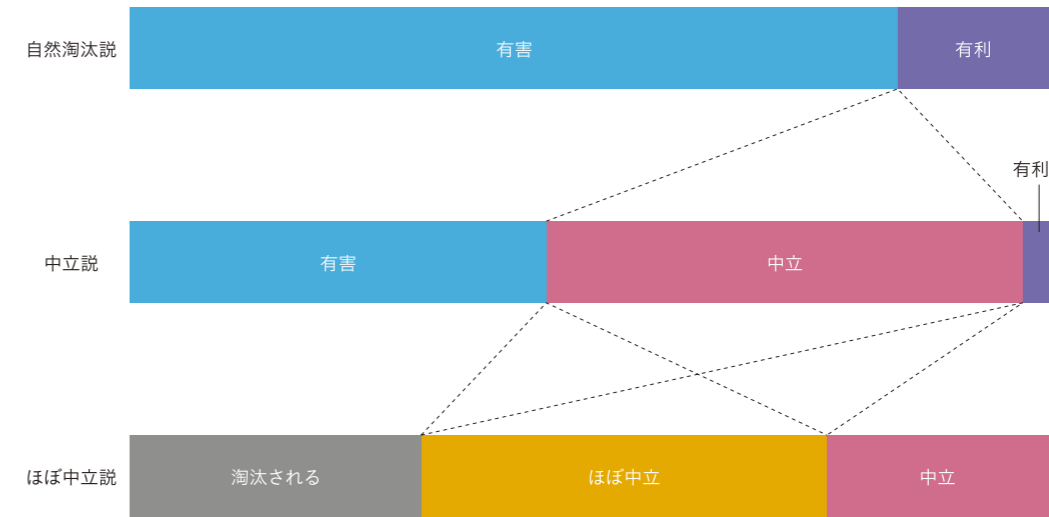 自然淘汰説
有害
有利
有利
中立説
有害
中立
ほぼ中立説
淘汰される
ほぼ中立
中立